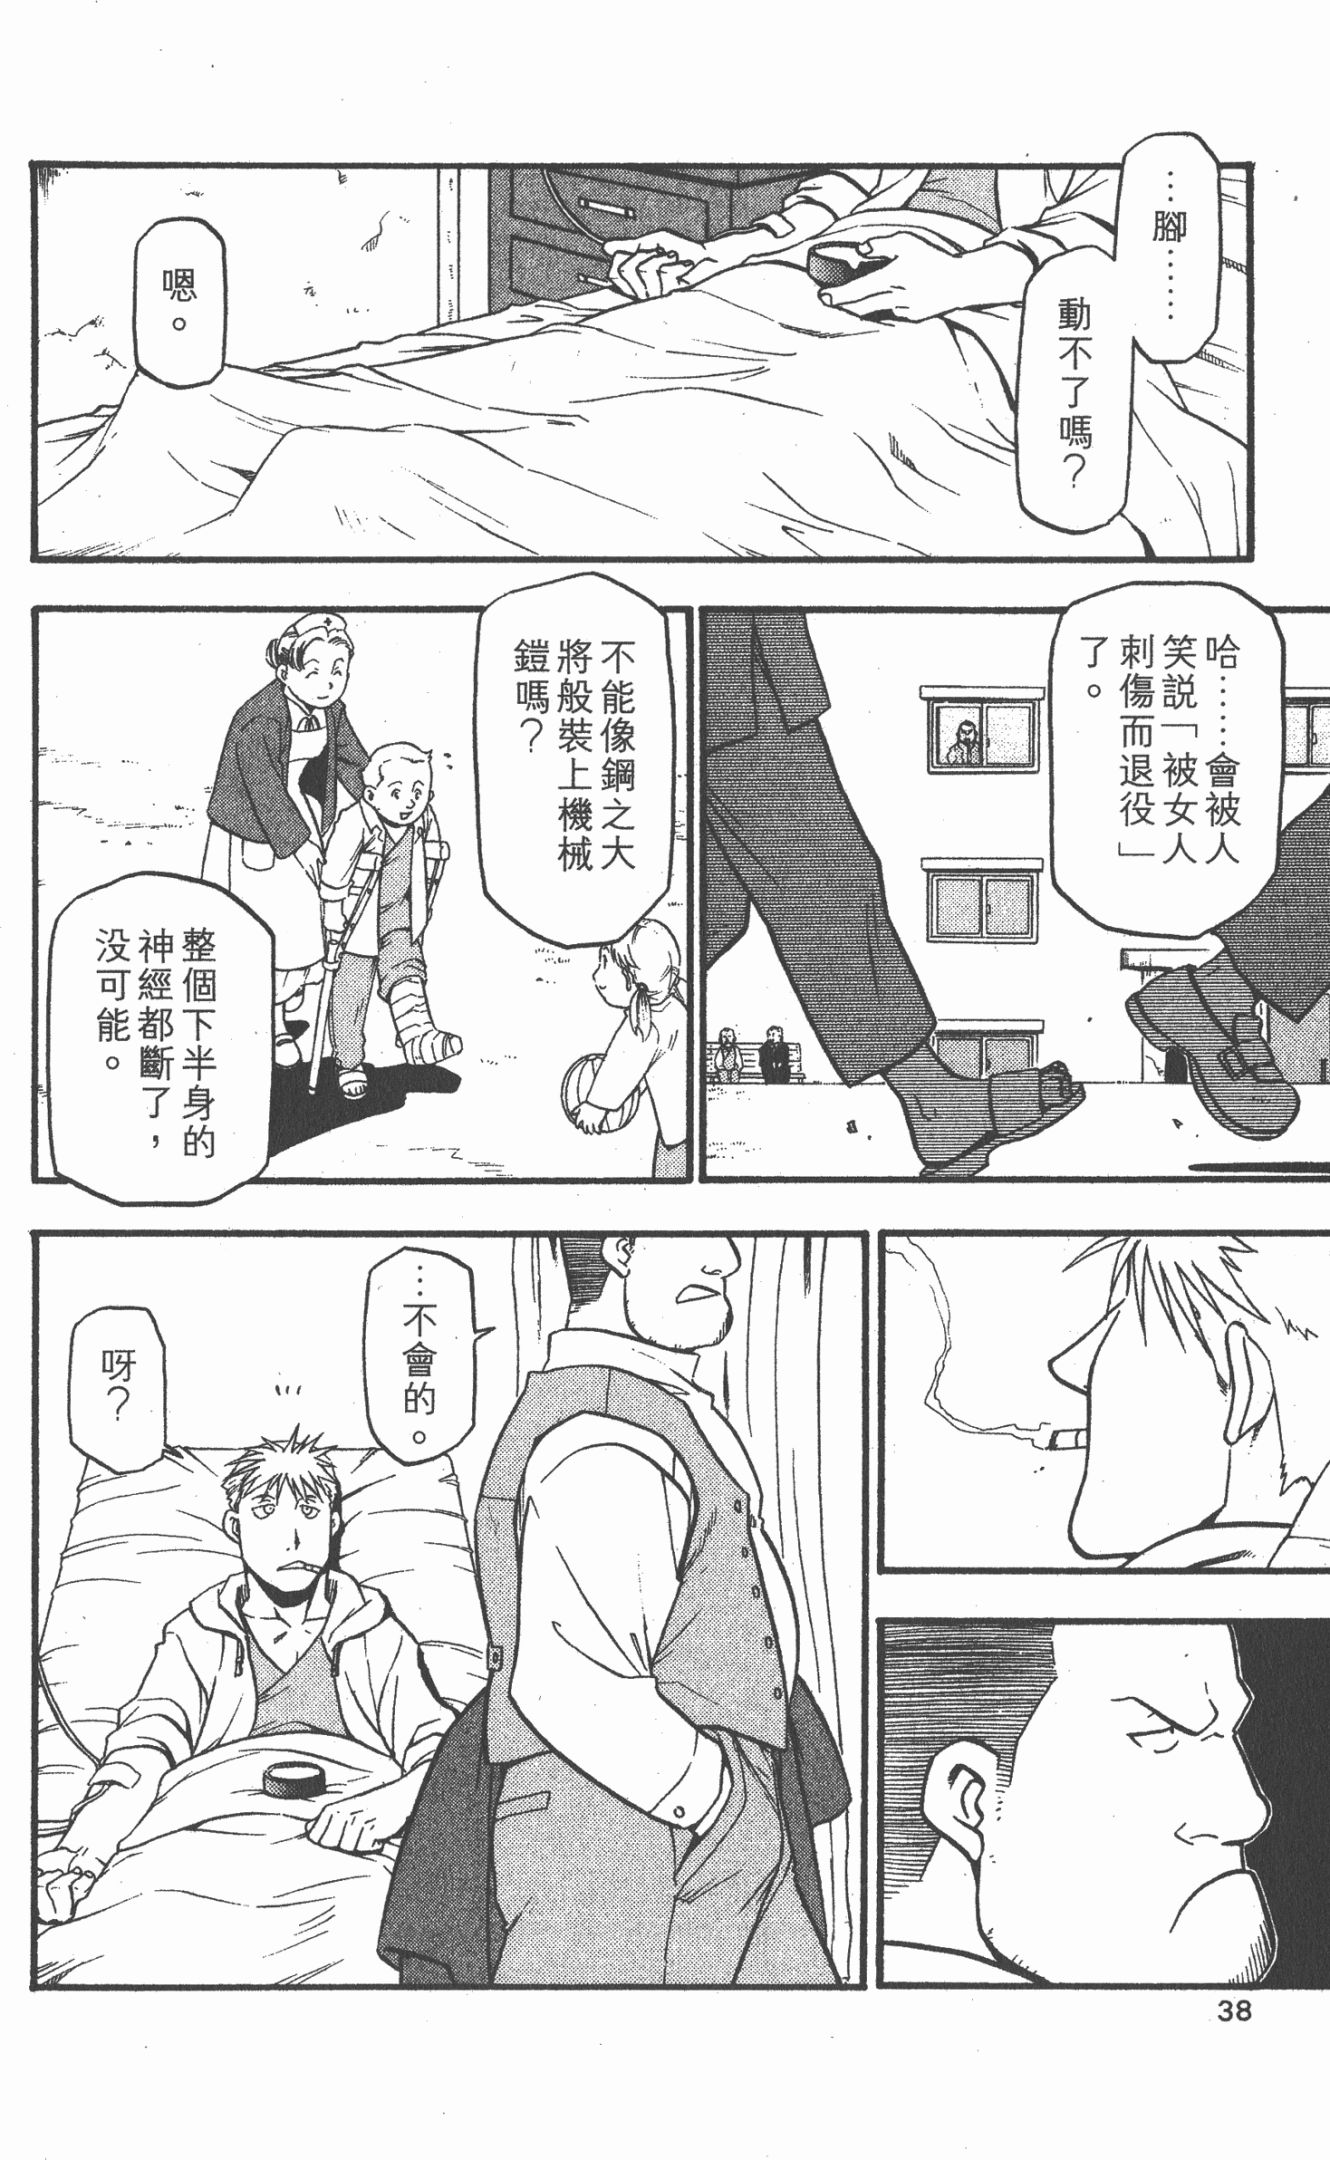 …腳……
動不了嗎？
嗯。
哈……會被人
笑説「被女人
刺傷而退役」
了。
不能像鋼之大
將般裝上機械
鎧嗎？
整個下半身的
神經都斷了，
没可能。
…不會的。
呀？
38